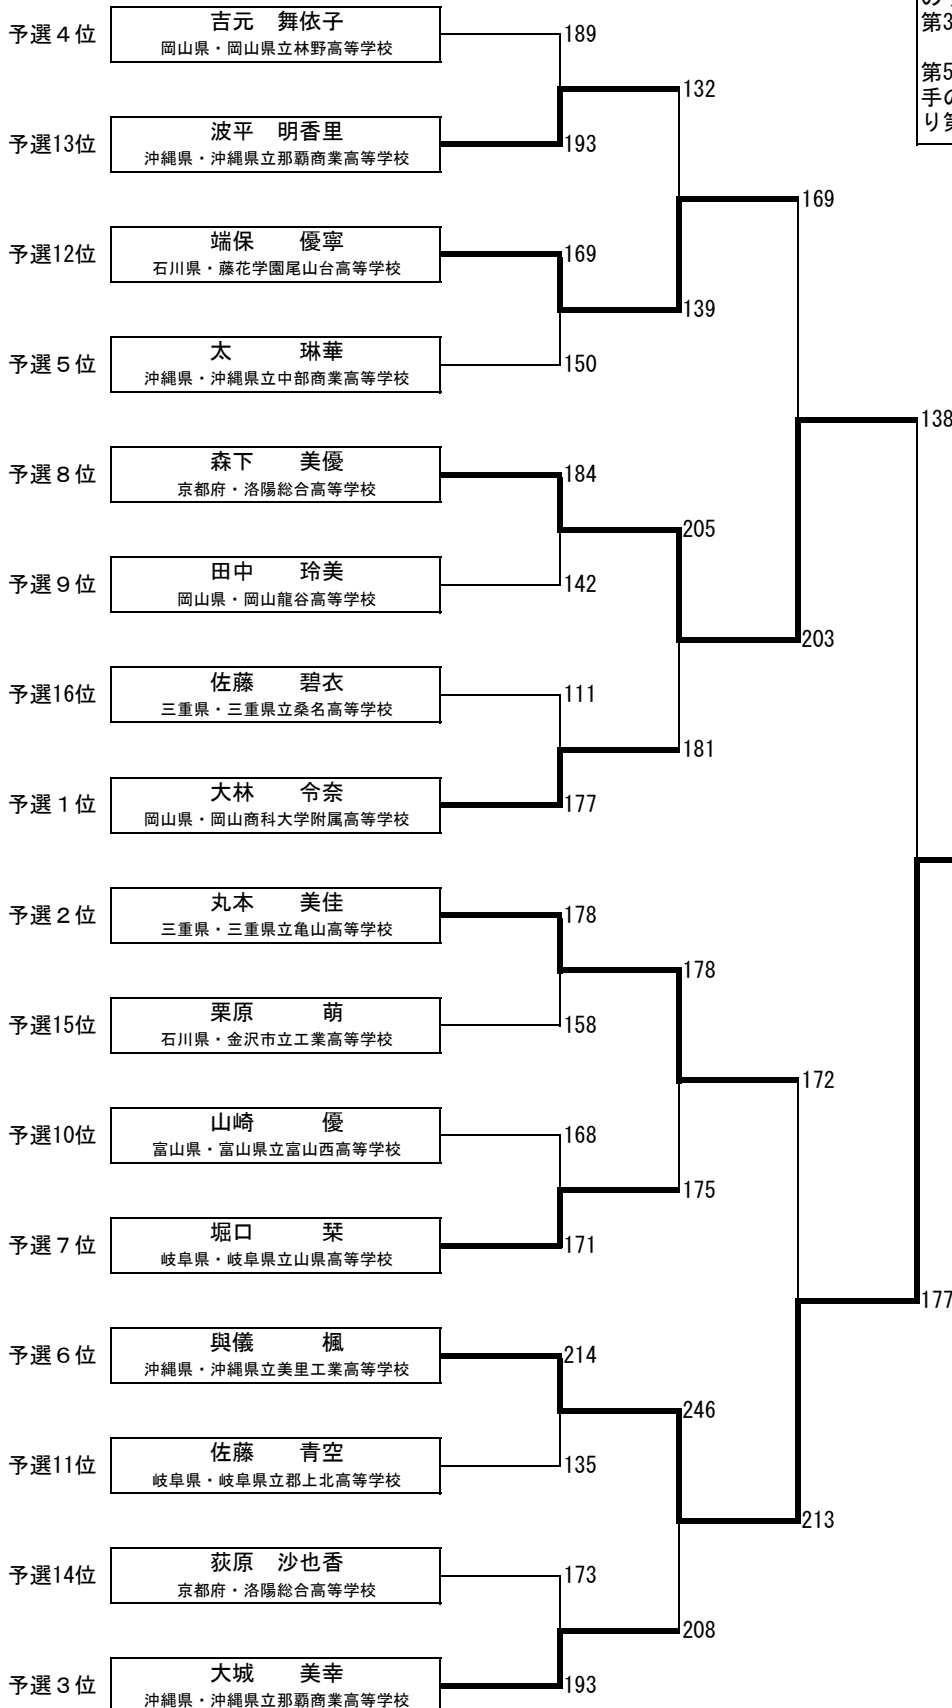 の
第3
第5
手の
り第
予選４位
吉元　舞依子
岡山県・岡山県立林野高等学校
189
132
予選13位
波平　明香里
沖縄県・沖縄県立那覇商業高等学校
193
169
予選12位
端保　　優寧
石川県・藤花学園尾山台高等学校
169
139
予選５位
太　　　琳華
沖縄県・沖縄県立中部商業高等学校
150
138
予選８位
森下　　美優
京都府・洛陽総合高等学校
184
205
予選９位
田中　　玲美
岡山県・岡山龍谷高等学校
142
203
予選16位
佐藤　　碧衣
三重県・三重県立桑名高等学校
111
181
予選１位
大林　　令奈
岡山県・岡山商科大学附属高等学校
177
予選２位
丸本　　美佳
三重県・三重県立亀山高等学校
178
178
予選15位
栗原　　　萌
石川県・金沢市立工業高等学校
158
172
予選10位
山崎　　　優
富山県・富山県立富山西高等学校
168
175
予選７位
堀口　　　栞
岐阜県・岐阜県立山県高等学校
171
177
予選６位
與儀　　　楓
沖縄県・沖縄県立美里工業高等学校
214
246
予選11位
佐藤　　青空
岐阜県・岐阜県立郡上北高等学校
135
213
予選14位
荻原　沙也香
京都府・洛陽総合高等学校
173
208
予選３位
大城　　美幸
沖縄県・沖縄県立那覇商業高等学校
193